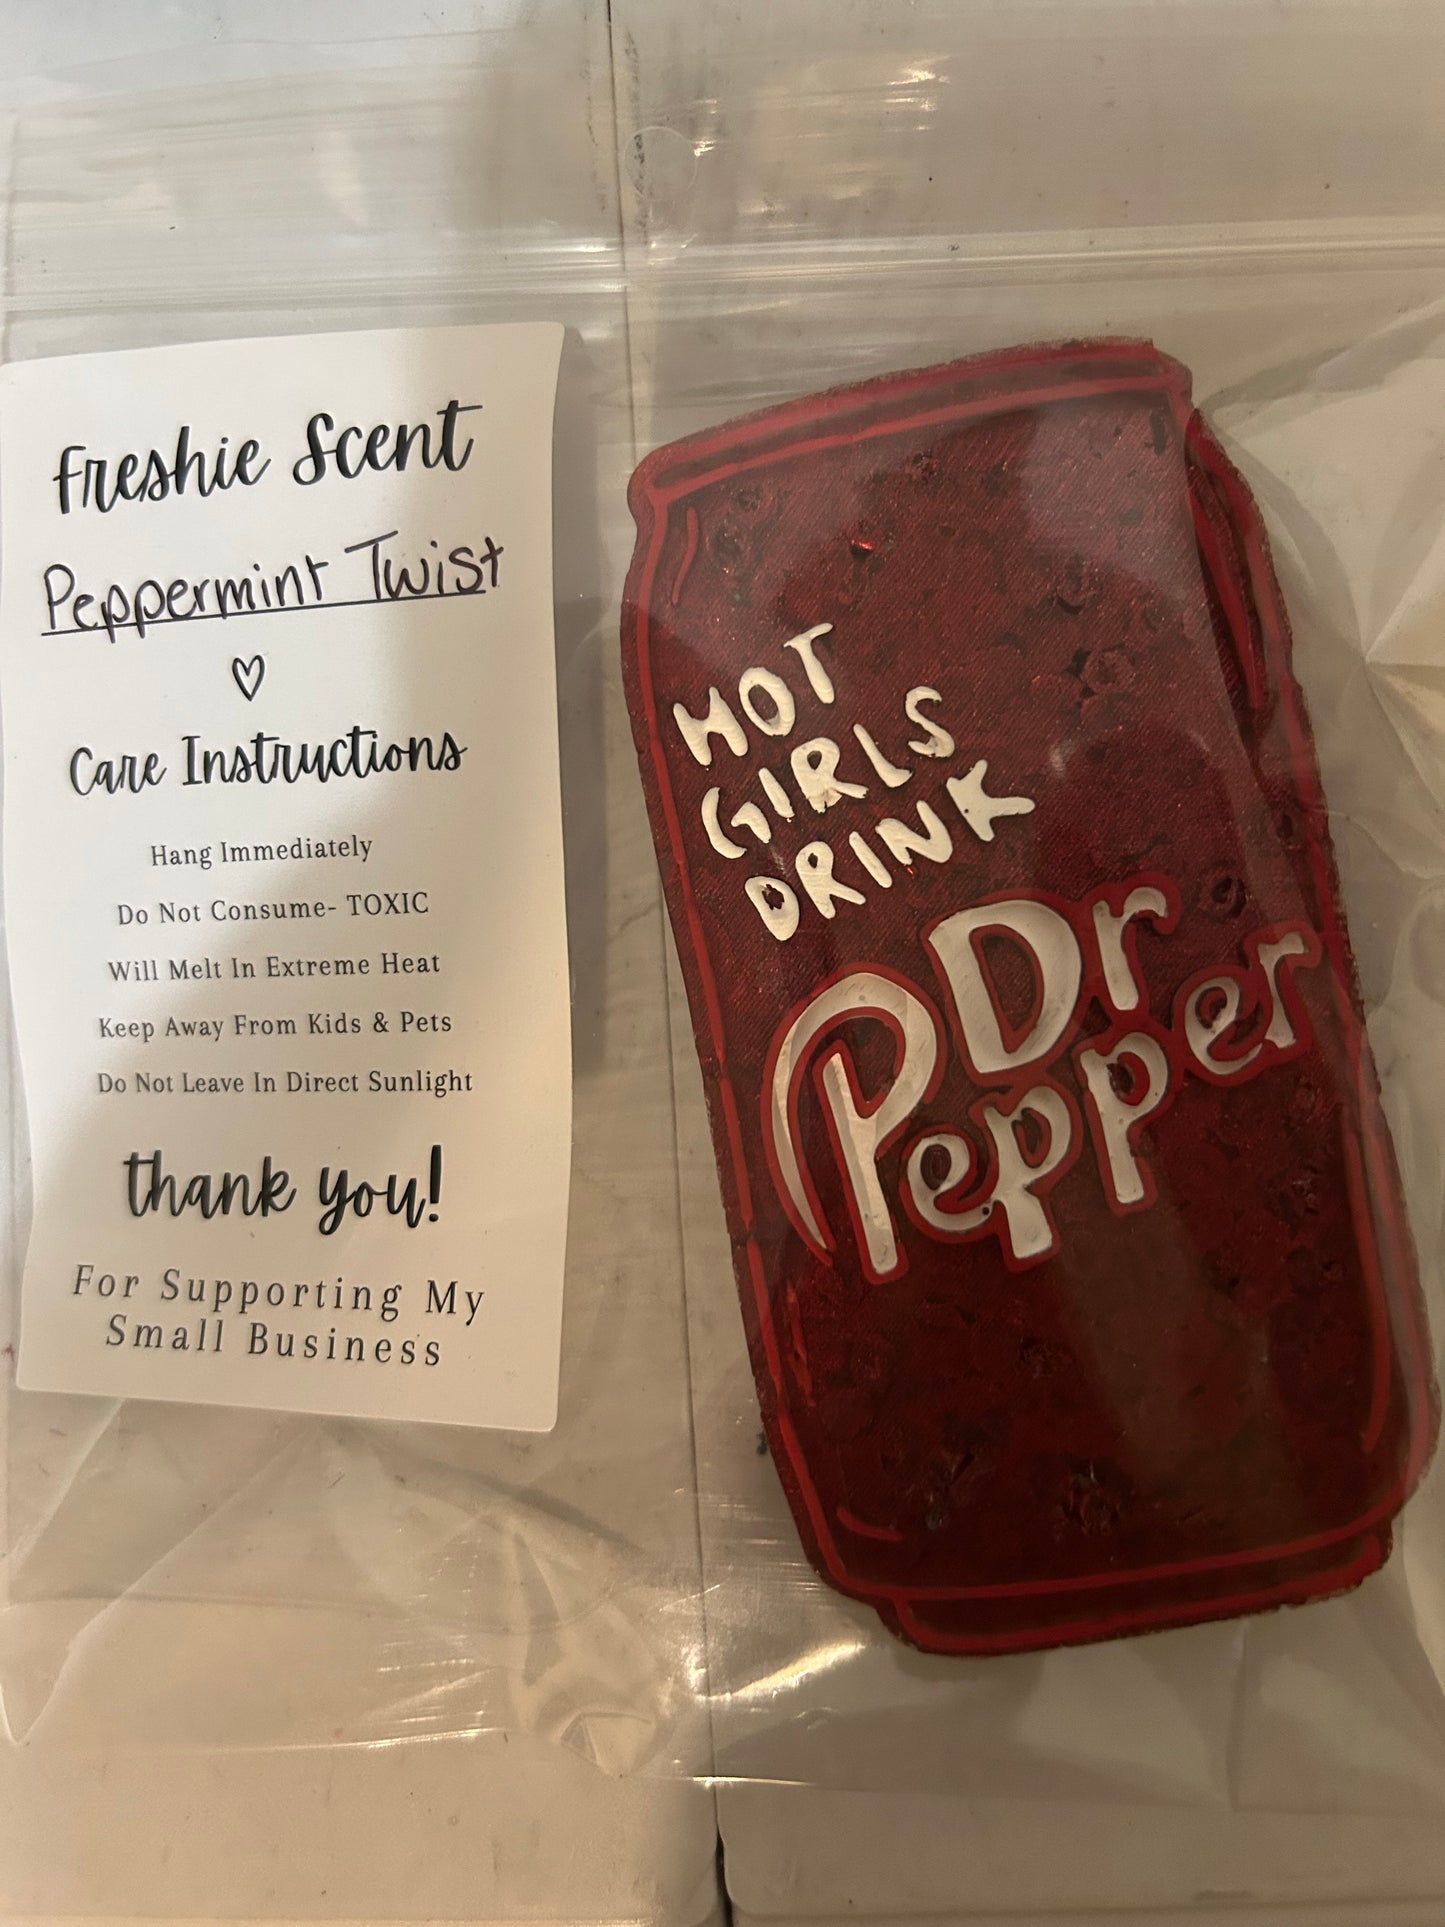 Freshie Scent
Peppermint Twist
Care Instructions
Hang Immediately
Do Not Consume- TOXIC
Will Melt In Extreme Heat
Keep Away From Kids & Pets
Do Not Leave In Direct Sunlight
thank you!
For Supporting My
Small Business
HOT
GIRLS
DRINK
Dr
Pepper